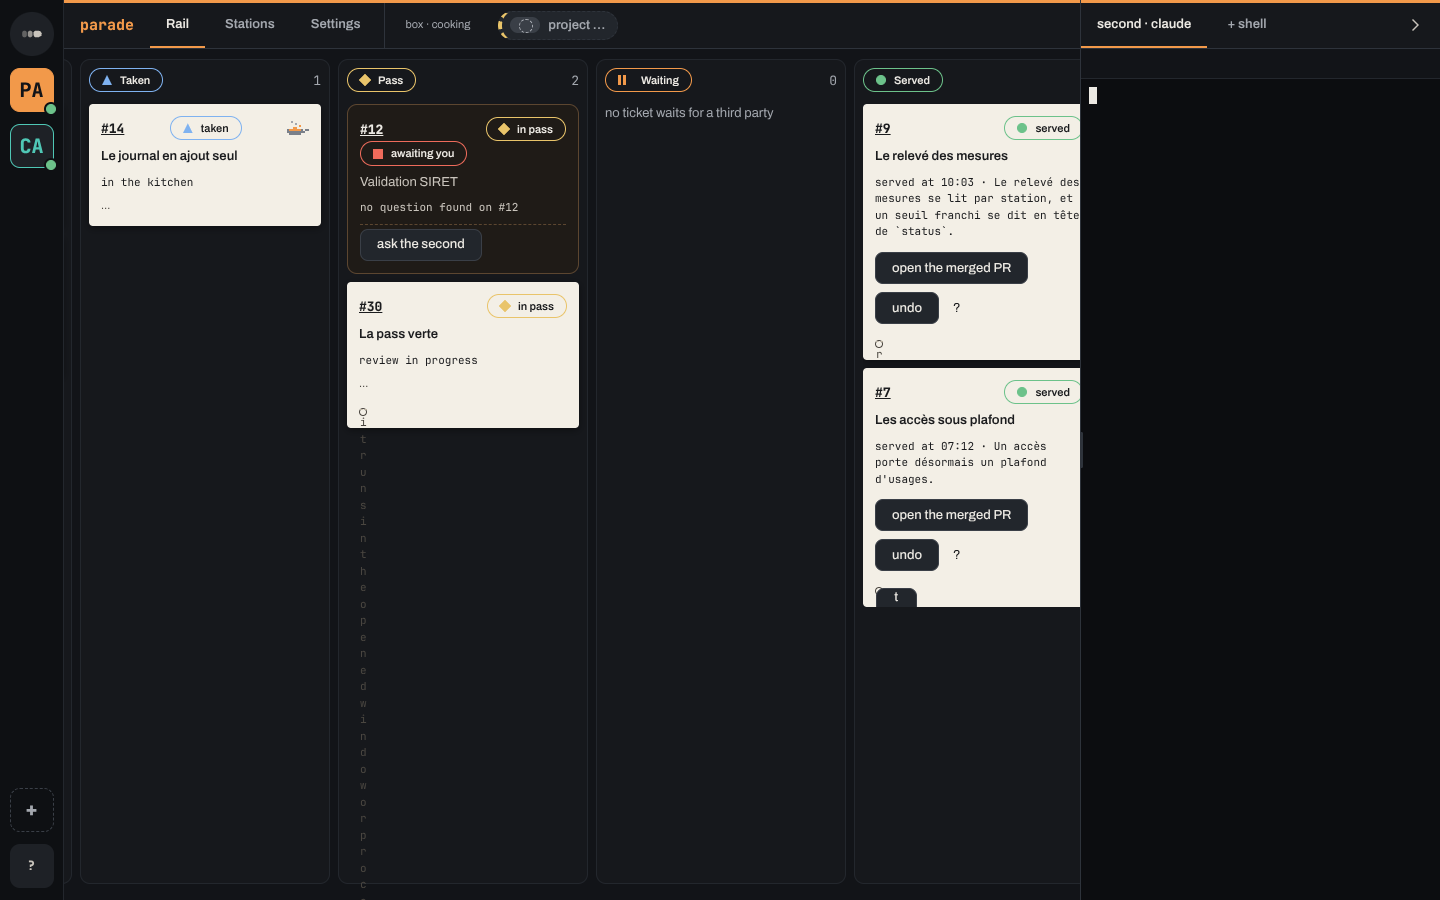 parade Rail Stations Settings box · cooking project ... second · claude + shell
PA
CA
+
?
Taken 1
#14 taken
Le journal en ajout seul
in the kitchen
...
Pass 2
#12 in pass
awaiting you
Validation SIRET
no question found on #12
ask the second
#30 in pass
La pass verte
review in progress
...
i
t
r
u
n
s
i
n
t
h
e
o
p
e
n
e
d
w
i
n
d
o
w
o
r
p
r
o
c
Waiting 0
no ticket waits for a third party
Served
#9 served
Le relevé des mesures
served at 10:03 · Le relevé des
mesures se lit par station, et
un seuil franchi se dit en tête
de `status`.
open the merged PR
undo ?
r
#7 served
Les accès sous plafond
served at 07:12 · Un accès
porte désormais un plafond
d'usages.
open the merged PR
undo ?
t